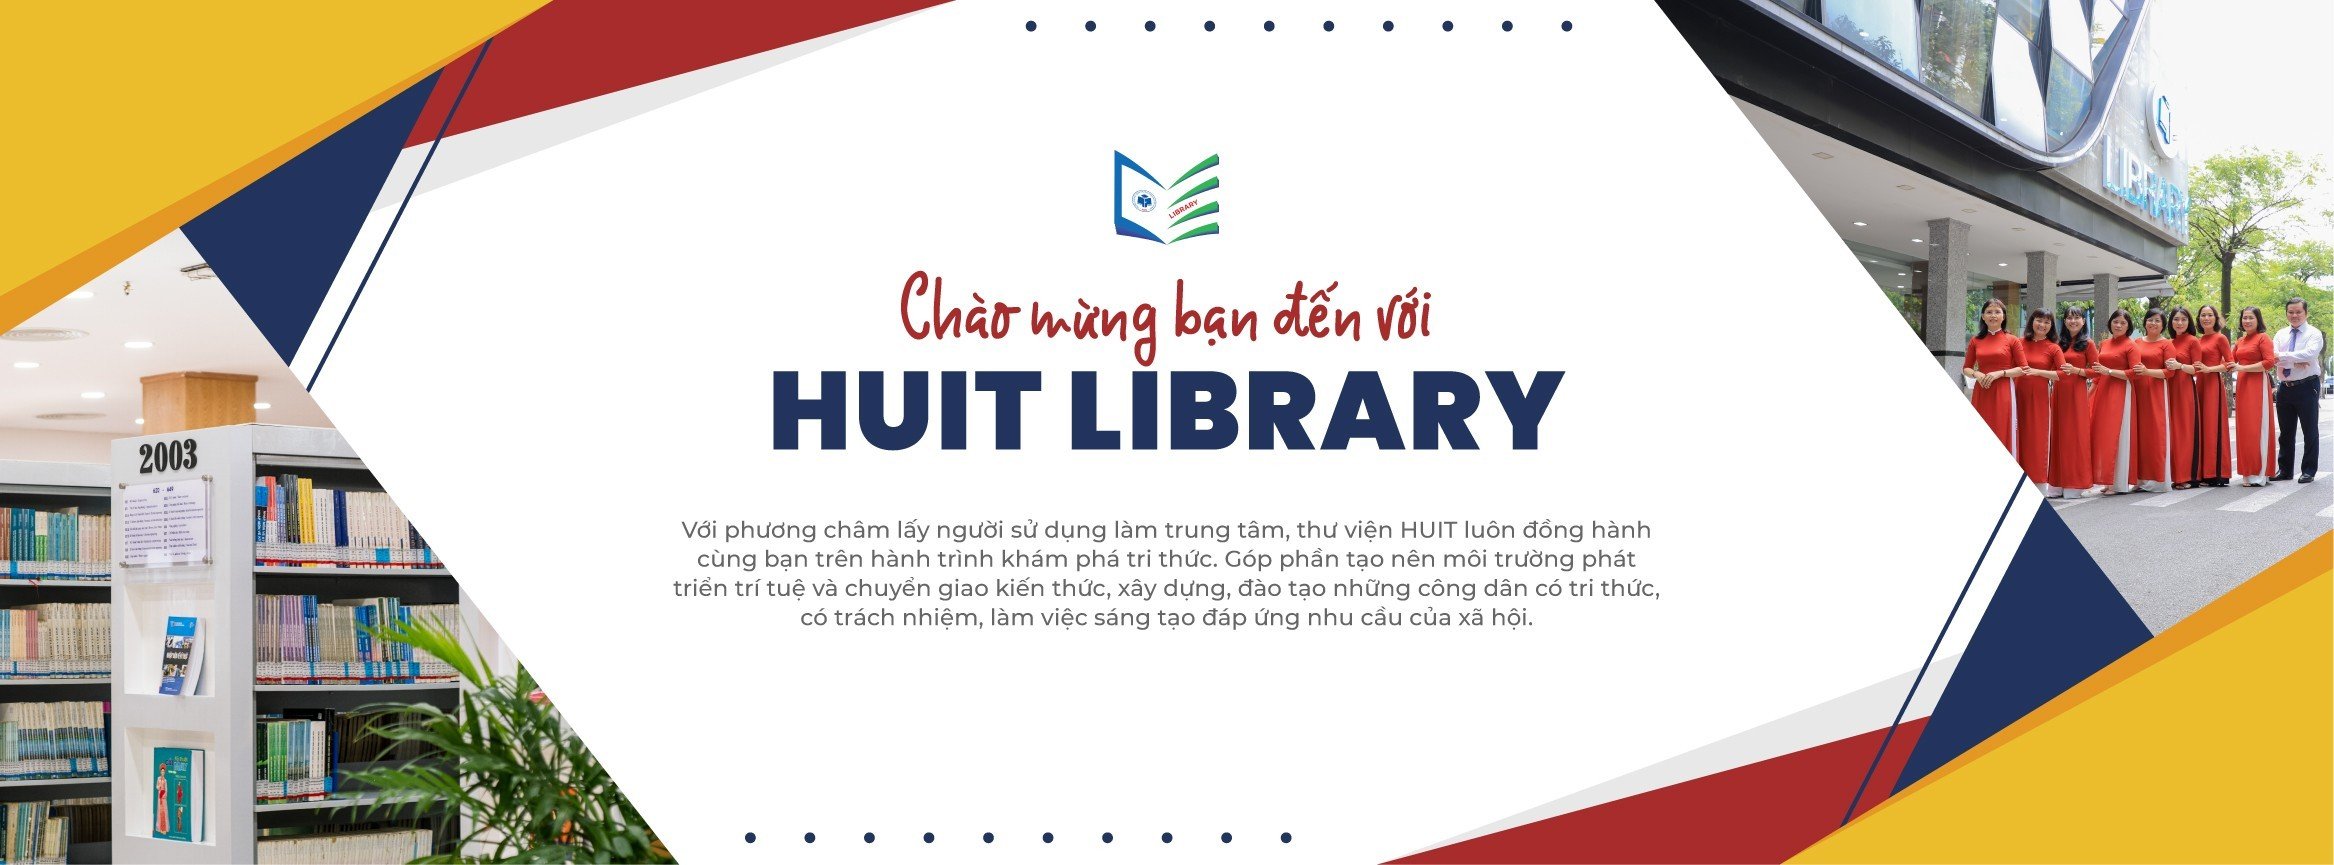 LIBRARY
Chào mừng bạn đến với
HUIT LIBRARY
Với phương châm lấy người sử dụng làm trung tâm, thư viện HUIT luôn đồng hành
cùng bạn trên hành trình khám phá tri thức. Góp phần tạo nên môi trường phát
triển trí tuệ và chuyển giao kiến thức, xây dựng, đào tạo những công dân có tri thức,
có trách nhiệm, làm việc sáng tạo đáp ứng nhu cầu của xã hội.
LIBRARY
2003